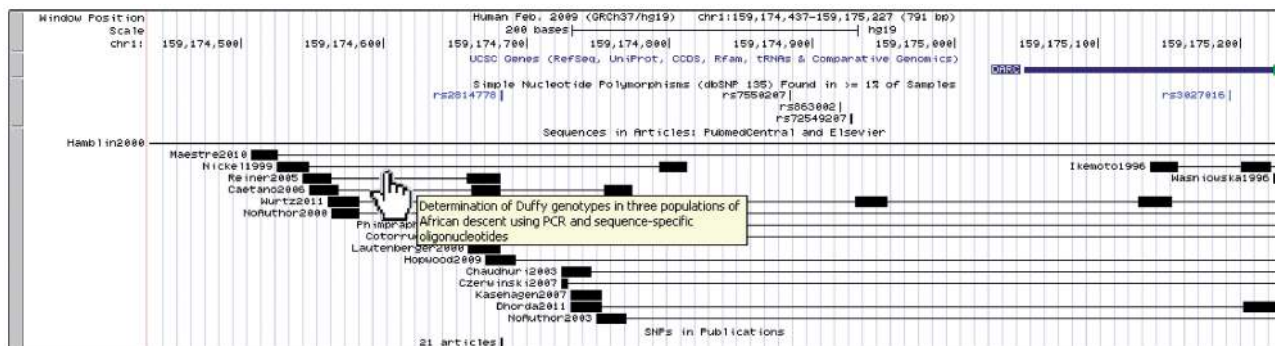 Window Position Human Feb. 2009 (GRCh37/hg19) chr1:159,174,437-159,175,227 (791 bp)
Scale 200 bases hg19
chr1: 159,174,500 159,174,600 159,174,700 159,174,800 159,174,900 159,175,000 159,175,100 159,175,200
UCSC Genes (RefSeq, UniProt, CCDS, Rfam, tRNAs & Comparative Genomics)
DARC
Simple Nucleotide Polymorphisms (dbSNP 135) Found in >= 1% of Samples
rs2814778 rs7550207 rs3027016
rs863002
rs72549207
Sequences in Articles: PubmedCentral and Elsevier
Hamblin2000
Maestre2010
Nickel1999 Ikemoto1996
Reiner2005 Wasniowska1996
Caetano2006
Wurtz2011
NoAuthor2000
Determination of Duffy genotypes in three populations of
African descent using PCR and sequence-specific
oligonucleotides
Lautenberger2000
Hopwood2009
Chaudhuri2003
Czerwinski2007
Kasehagen2007
Dhorda2011
NoAuthor2003
SNPs in Publications
21 articles